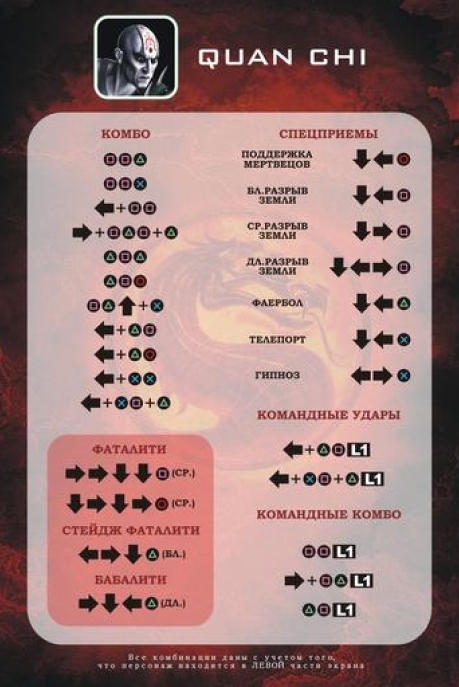 QUAN CHI
КОМБО
СПЕЦПРИЕМЫ
ПОДДЕРЖКА
МЕРТВЕЦОВ
БЛ.РАЗРЫВ
ЗЕМЛИ
СР.РАЗРЫВ
ЗЕМЛИ
ДЛ.РАЗРЫВ
ЗЕМЛИ
ФАЕРБОЛ
ТЕЛЕПОРТ
ГИПНОЗ
КОМАНДНЫЕ УДАРЫ
L1
L1
КОМАНДНЫЕ КОМБО
L1
L1
L1
ФАТАЛИТИ
(СР.)
(СР.)
СТЕЙДЖ ФАТАЛИТИ
(БЛ.)
БАБАЛИТИ
(ДЛ.)
Все комбинации даны с учетом того,
что персонаж находится в ЛЕВОЙ части экрана